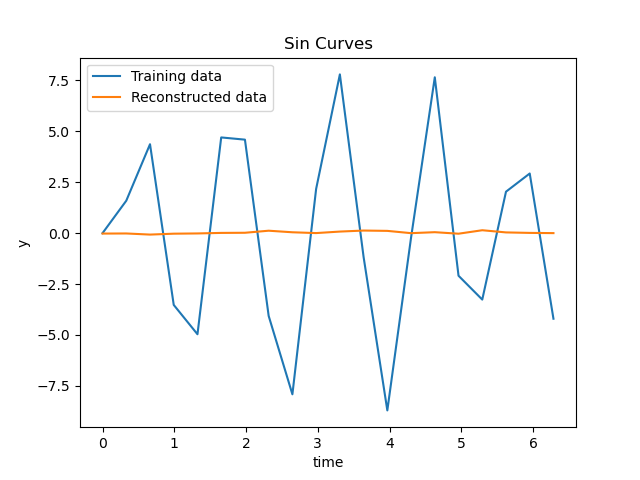 Sin Curves
Training data
Reconstructed data
7.5
5.0
2.5
0.0
−2.5
−5.0
−7.5
y
0 1 2 3 4 5 6
time